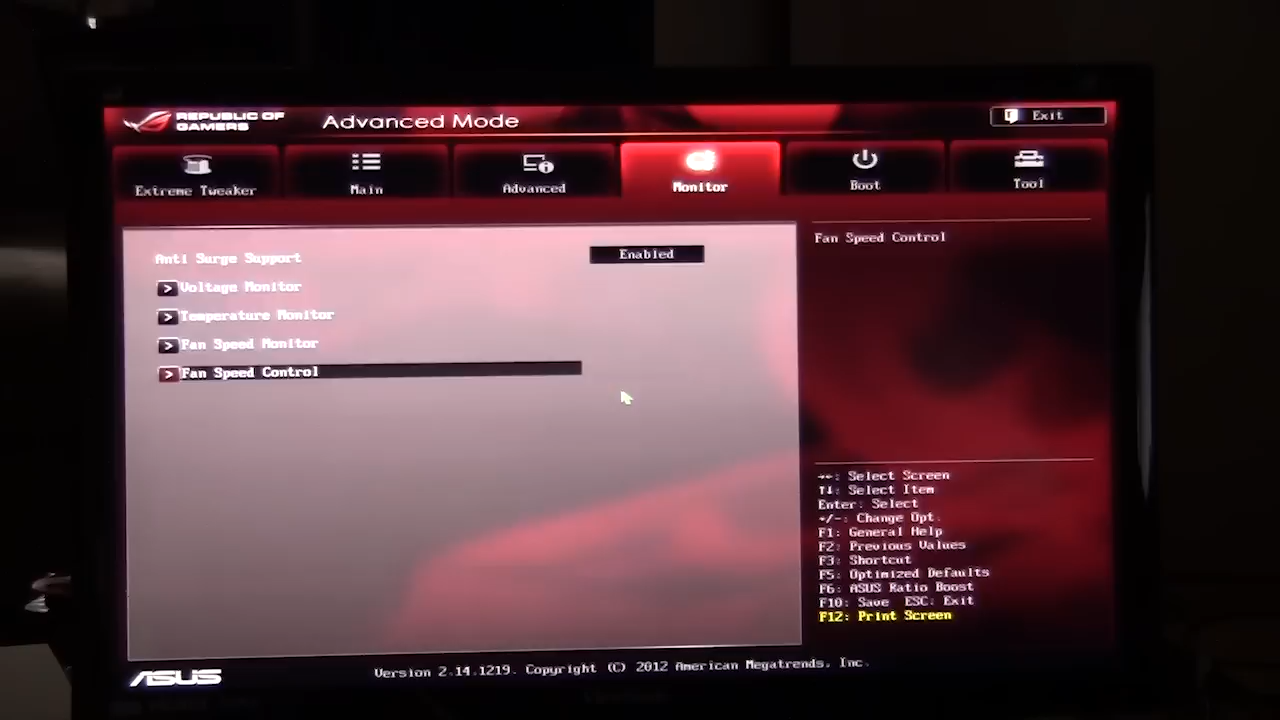 REPUBLIC OF
GAMERS
Advanced Mode
Exit
Extreme Tweaker
Main
Advanced
Monitor
Boot
Tool
Anti Surge Support
Enabled
> Voltage Monitor
> Temperature Monitor
> Fan Speed Monitor
> Fan Speed Control
Fan Speed Control
→←: Select Screen
↑↓: Select Item
Enter: Select
+/-: Change Opt.
F1: General Help
F2: Previous Values
F3: Shortcut
F5: Optimized Defaults
F6: ASUS Ratio Boost
F10: Save ESC: Exit
F12: Print Screen
ASUS
Version 2.14.1219. Copyright (C) 2012 American Megatrends, Inc.